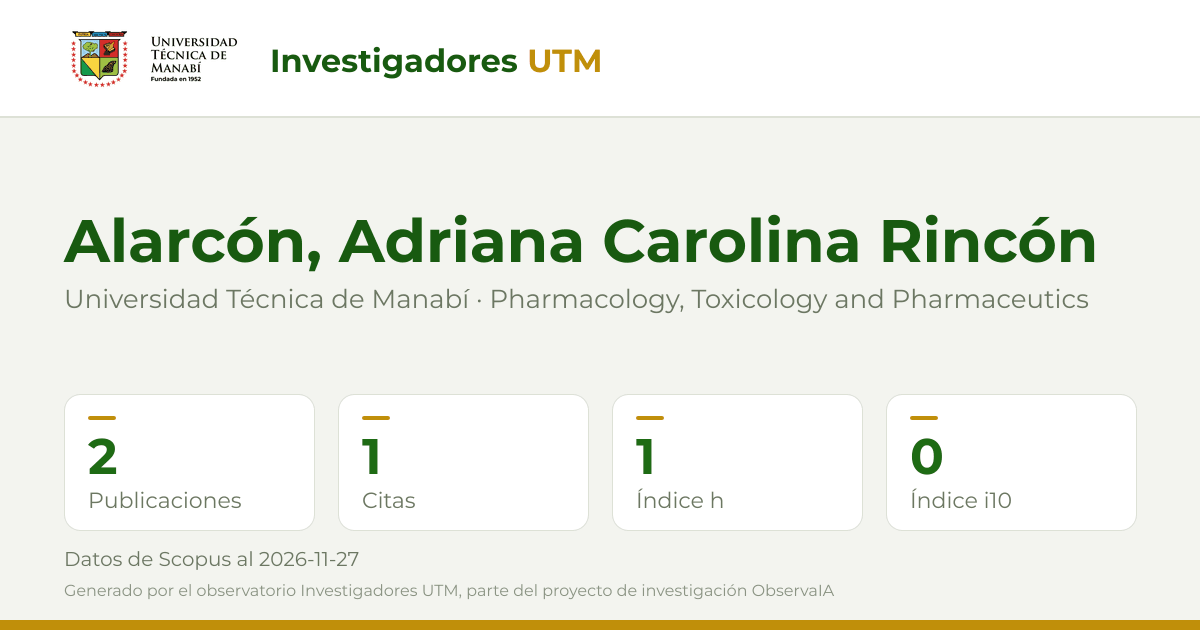 UNIVERSIDAD
TÉCNICA DE
MANABÍ
Fundada en 1952
Investigadores UTM
Alarcón, Adriana Carolina Rincón
Universidad Técnica de Manabí · Pharmacology, Toxicology and Pharmaceutics
2
Publicaciones
1
Citas
1
Índice h
0
Índice i10
Datos de Scopus al 2026-11-27
Generado por el observatorio Investigadores UTM, parte del proyecto de investigación ObservaIA